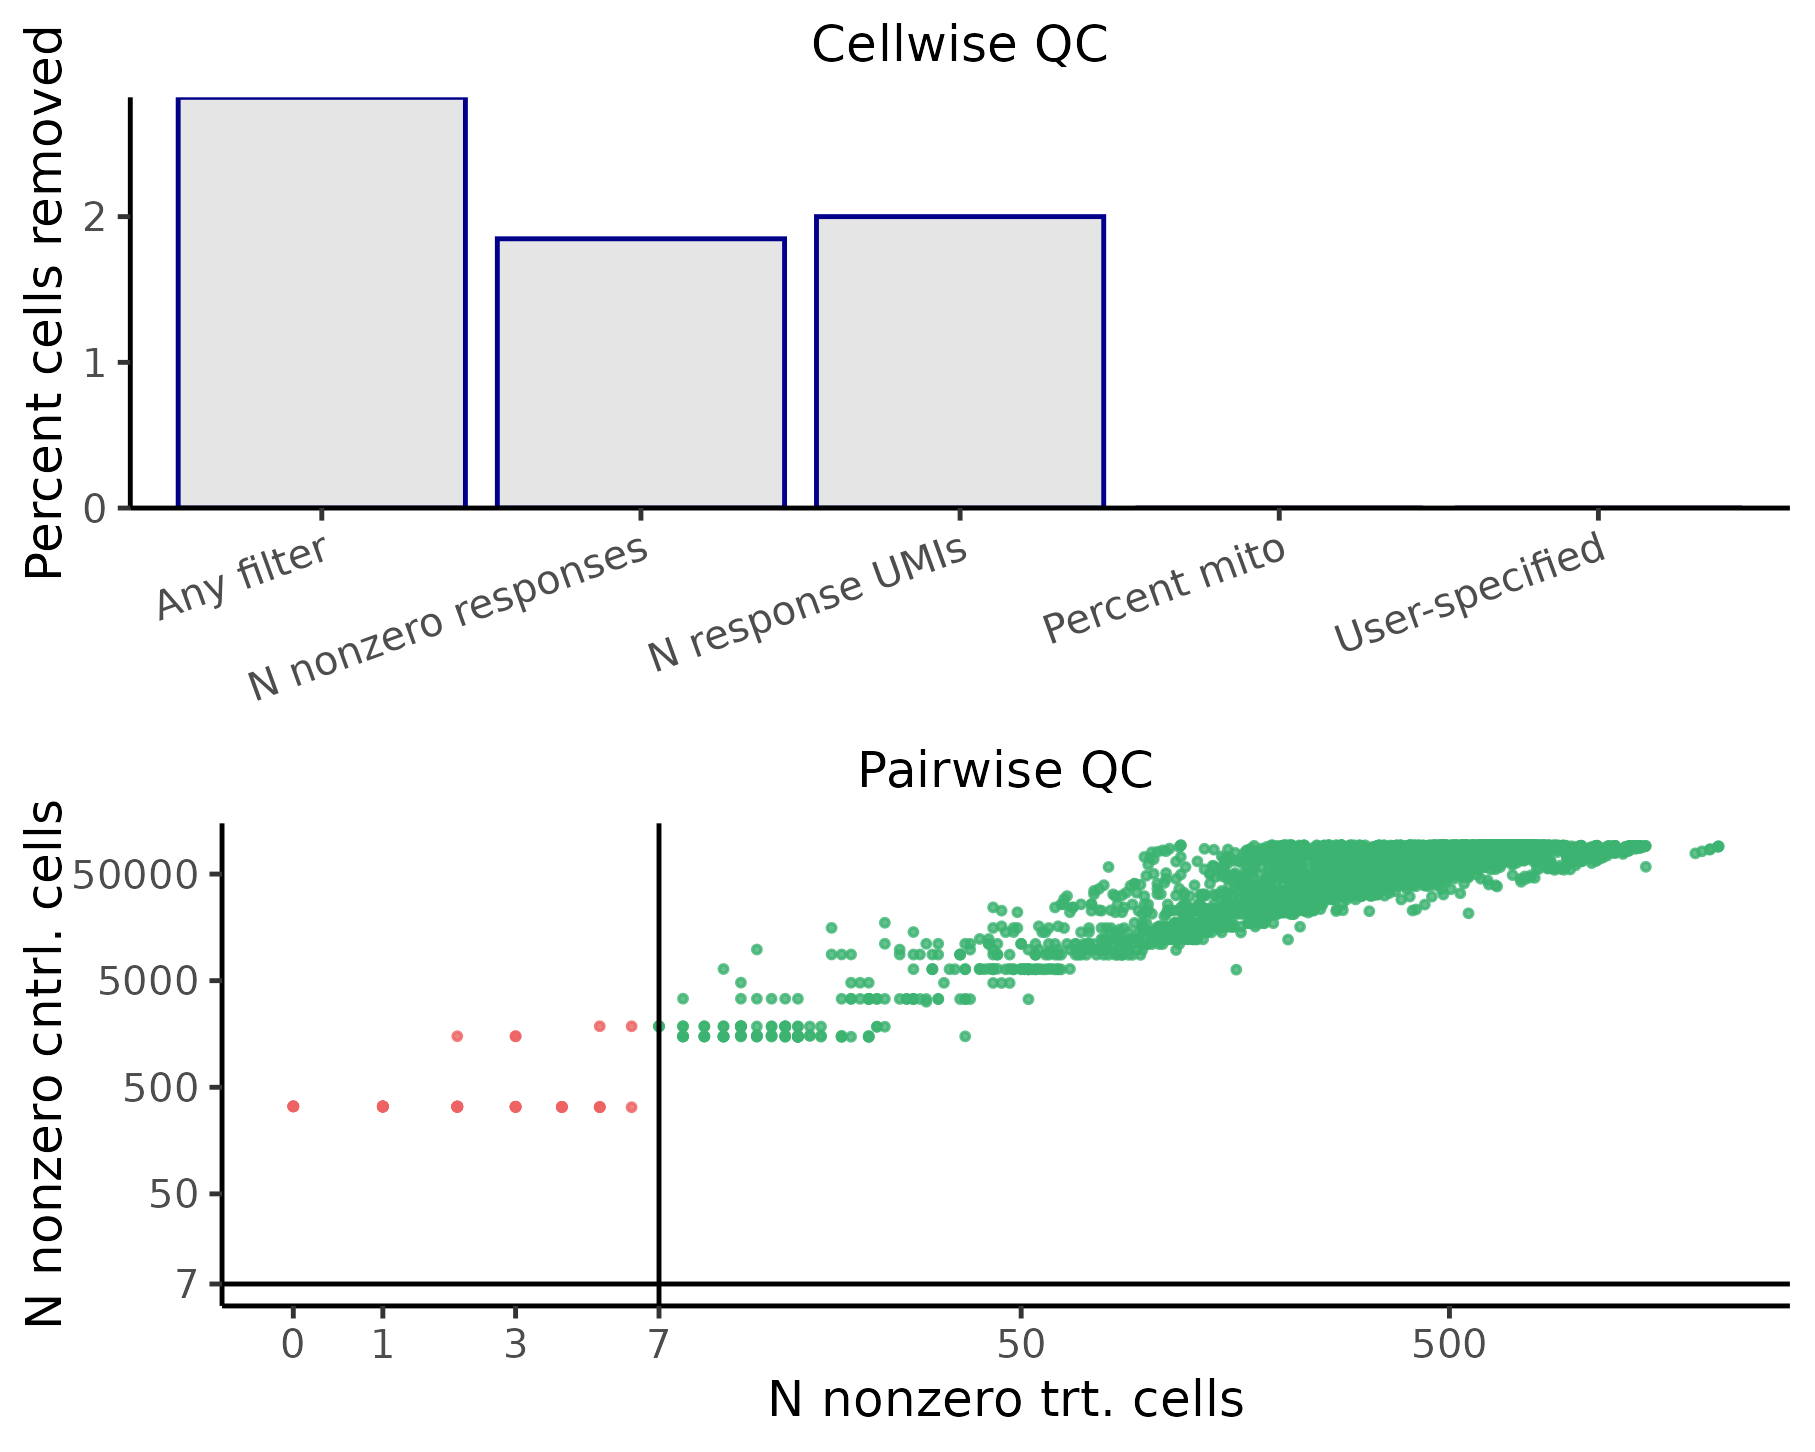 Cellwise QC
Percent cells removed
2
1
0
Any filter
N nonzero responses
N response UMIs
Percent mito
User-specified
Pairwise QC
N nonzero cntrl. cells
50000
5000
500
50
7
0 1 3 7 50 500
N nonzero trt. cells